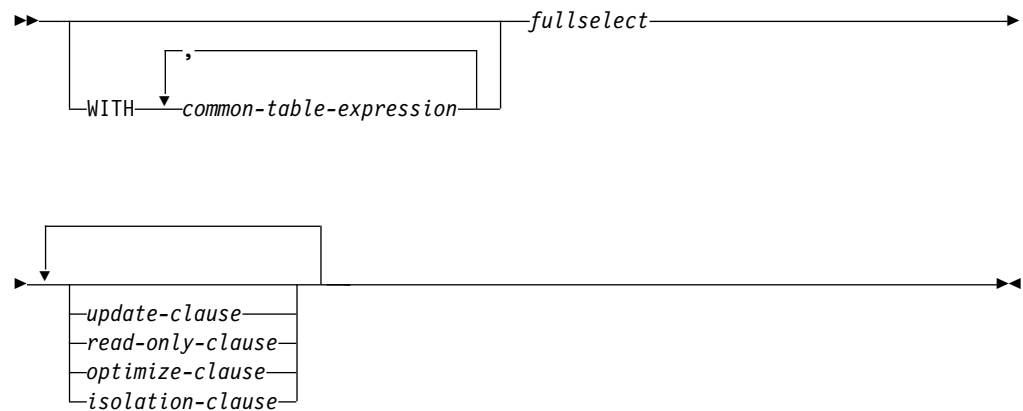 fullselect
,
WITH common-table-expression
update-clause
read-only-clause
optimize-clause
isolation-clause